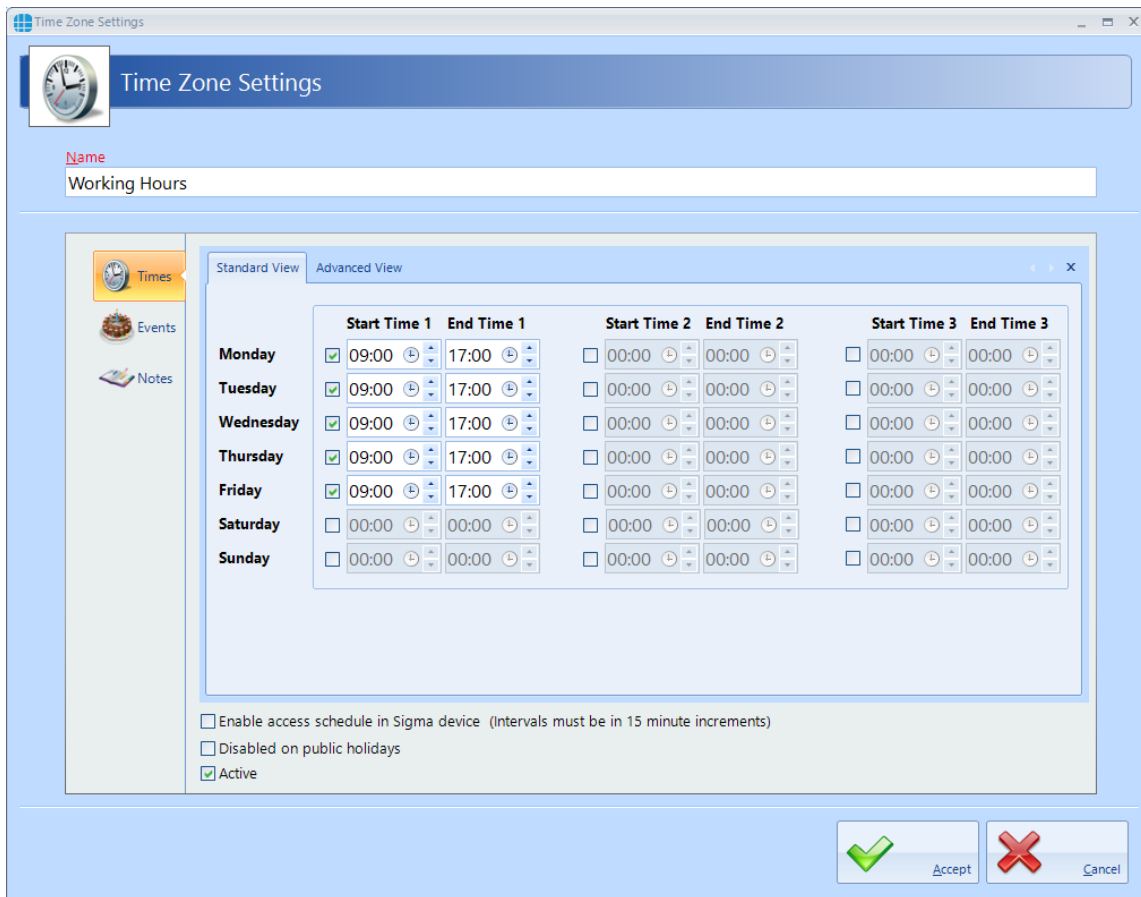 Time Zone Settings
Time Zone Settings
Name
Working Hours
Times
Events
Notes
Standard View Advanced View
Start Time 1 End Time 1 Start Time 2 End Time 2 Start Time 3 End Time 3
Monday 09:00 17:00 00:00 00:00 00:00 00:00
Tuesday 09:00 17:00 00:00 00:00 00:00 00:00
Wednesday 09:00 17:00 00:00 00:00 00:00 00:00
Thursday 09:00 17:00 00:00 00:00 00:00 00:00
Friday 09:00 17:00 00:00 00:00 00:00 00:00
Saturday 00:00 00:00 00:00 00:00 00:00 00:00
Sunday 00:00 00:00 00:00 00:00 00:00 00:00
Enable access schedule in Sigma device (Intervals must be in 15 minute increments)
Disabled on public holidays
Active
Accept Cancel